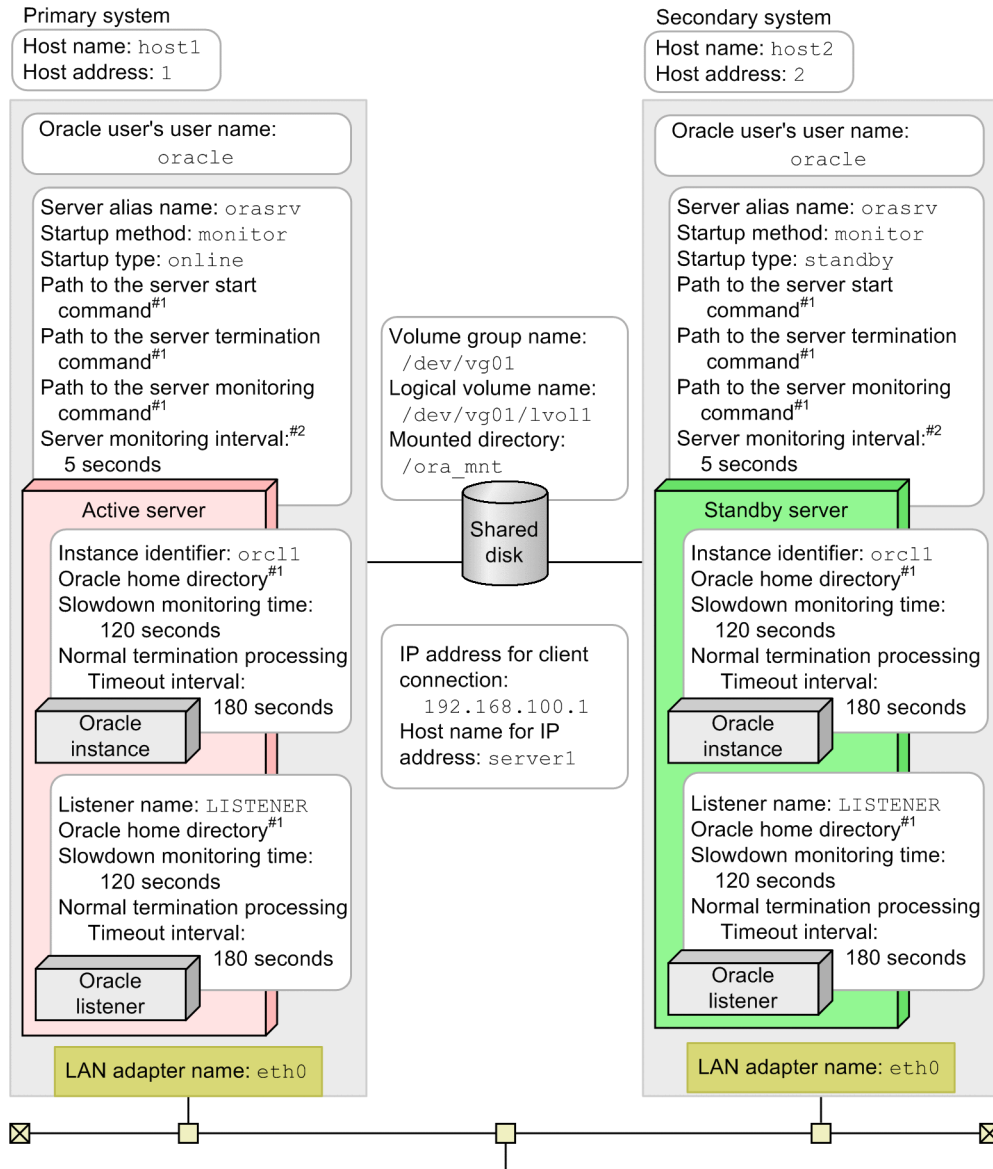 Primary system
Host name: host1
Host address: 1
Oracle user's user name:
oracle
Server alias name: orasrv
Startup method: monitor
Startup type: online
Path to the server start
command#1
Path to the server termination
command#1
Path to the server monitoring
command#1
Server monitoring interval:#2
5 seconds
Active server
Instance identifier: orcl1
Oracle home directory#1
Slowdown monitoring time:
120 seconds
Normal termination processing
Timeout interval:
180 seconds
Oracle
instance
Listener name: LISTENER
Oracle home directory#1
Slowdown monitoring time:
120 seconds
Normal termination processing
Timeout interval:
180 seconds
Oracle
listener
LAN adapter name: eth0
Volume group name:
/dev/vg01
Logical volume name:
/dev/vg01/lvol1
Mounted directory:
/ora_mnt
Shared
disk
IP address for client
connection:
192.168.100.1
Host name for IP
address: server1
Secondary system
Host name: host2
Host address: 2
Oracle user's user name:
oracle
Server alias name: orasrv
Startup method: monitor
Startup type: standby
Path to the server start
command#1
Path to the server termination
command#1
Path to the server monitoring
command#1
Server monitoring interval:#2
5 seconds
Standby server
Instance identifier: orcl1
Oracle home directory#1
Slowdown monitoring time:
120 seconds
Normal termination processing
Timeout interval:
180 seconds
Oracle
instance
Listener name: LISTENER
Oracle home directory#1
Slowdown monitoring time:
120 seconds
Normal termination processing
Timeout interval:
180 seconds
Oracle
listener
LAN adapter name: eth0